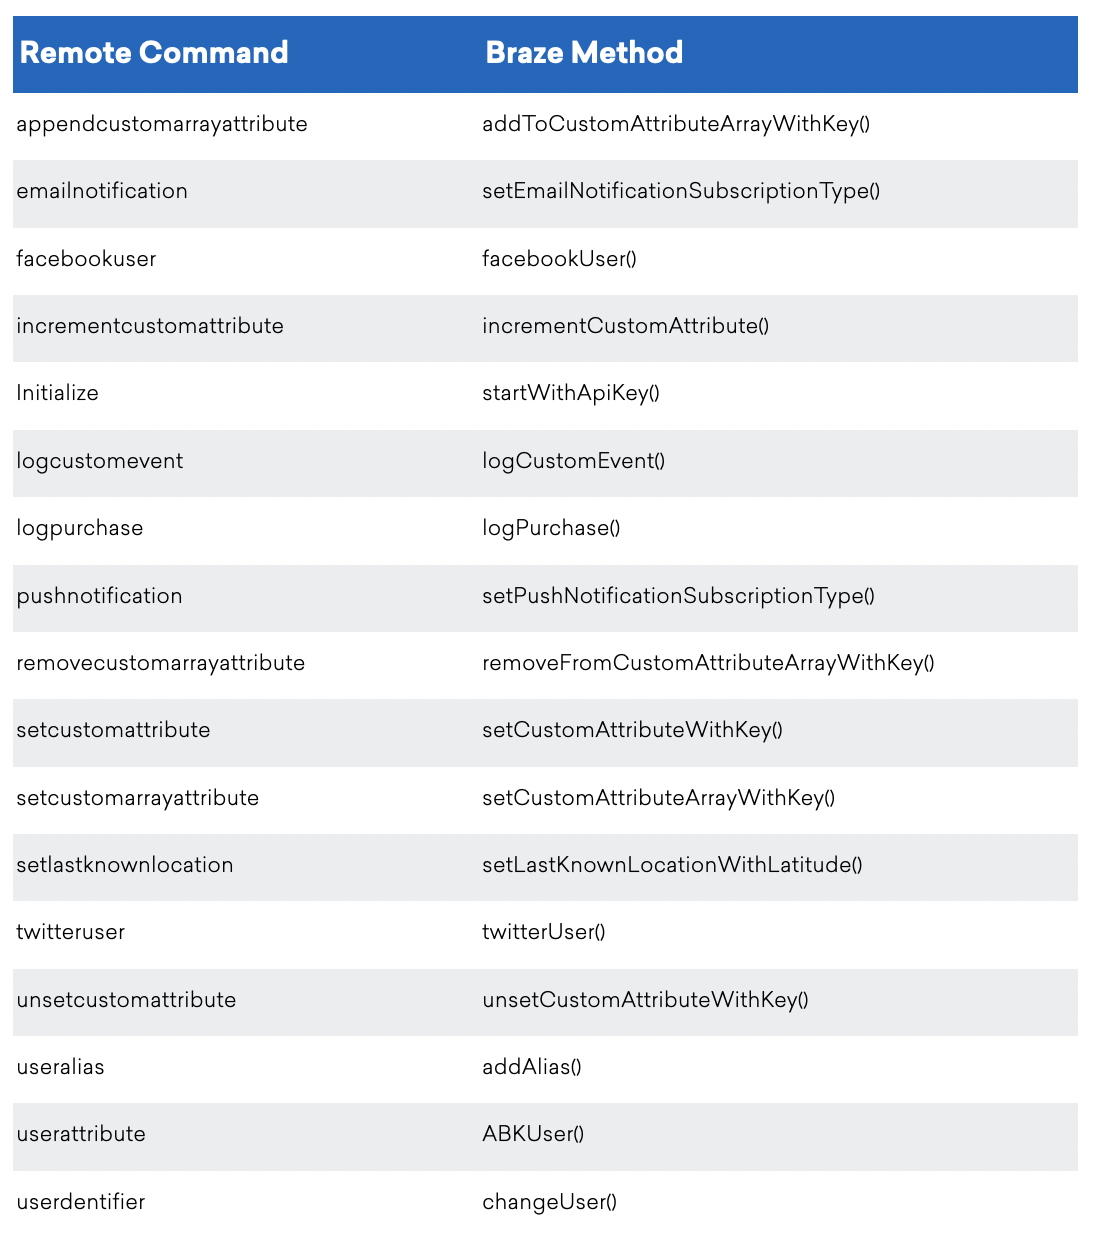 Remote Command Braze Method
appendcustomarrayattribute addToCustomAttributeArrayWithKey()
emailnotification setEmailNotificationSubscriptionType()
facebookuser facebookUser()
incrementcustomattribute incrementCustomAttribute()
Initialize startWithApiKey()
logcustomevent logCustomEvent()
logpurchase logPurchase()
pushnotification setPushNotificationSubscriptionType()
removecustomarrayattribute removeFromCustomAttributeArrayWithKey()
setcustomattribute setCustomAttributeWithKey()
setcustomarrayattribute setCustomAttributeArrayWithKey()
setlastknownlocation setLastKnownLocationWithLatitude()
twitteruser twitterUser()
unsetcustomattribute unsetCustomAttributeWithKey()
useralias addAlias()
userattribute ABKUser()
userdentifier changeUser()